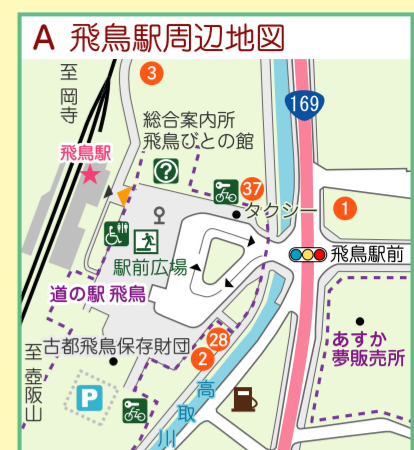 A 飛鳥駅周辺地図
至 岡寺
3
169
総合案内所
飛鳥びとの館
飛鳥駅
?
37
タクシー
1
飛鳥駅前
駅前広場
道の駅 飛鳥
あすか
夢販売所
古都飛鳥保存財団
28
2
至 壺阪山
P
高取川